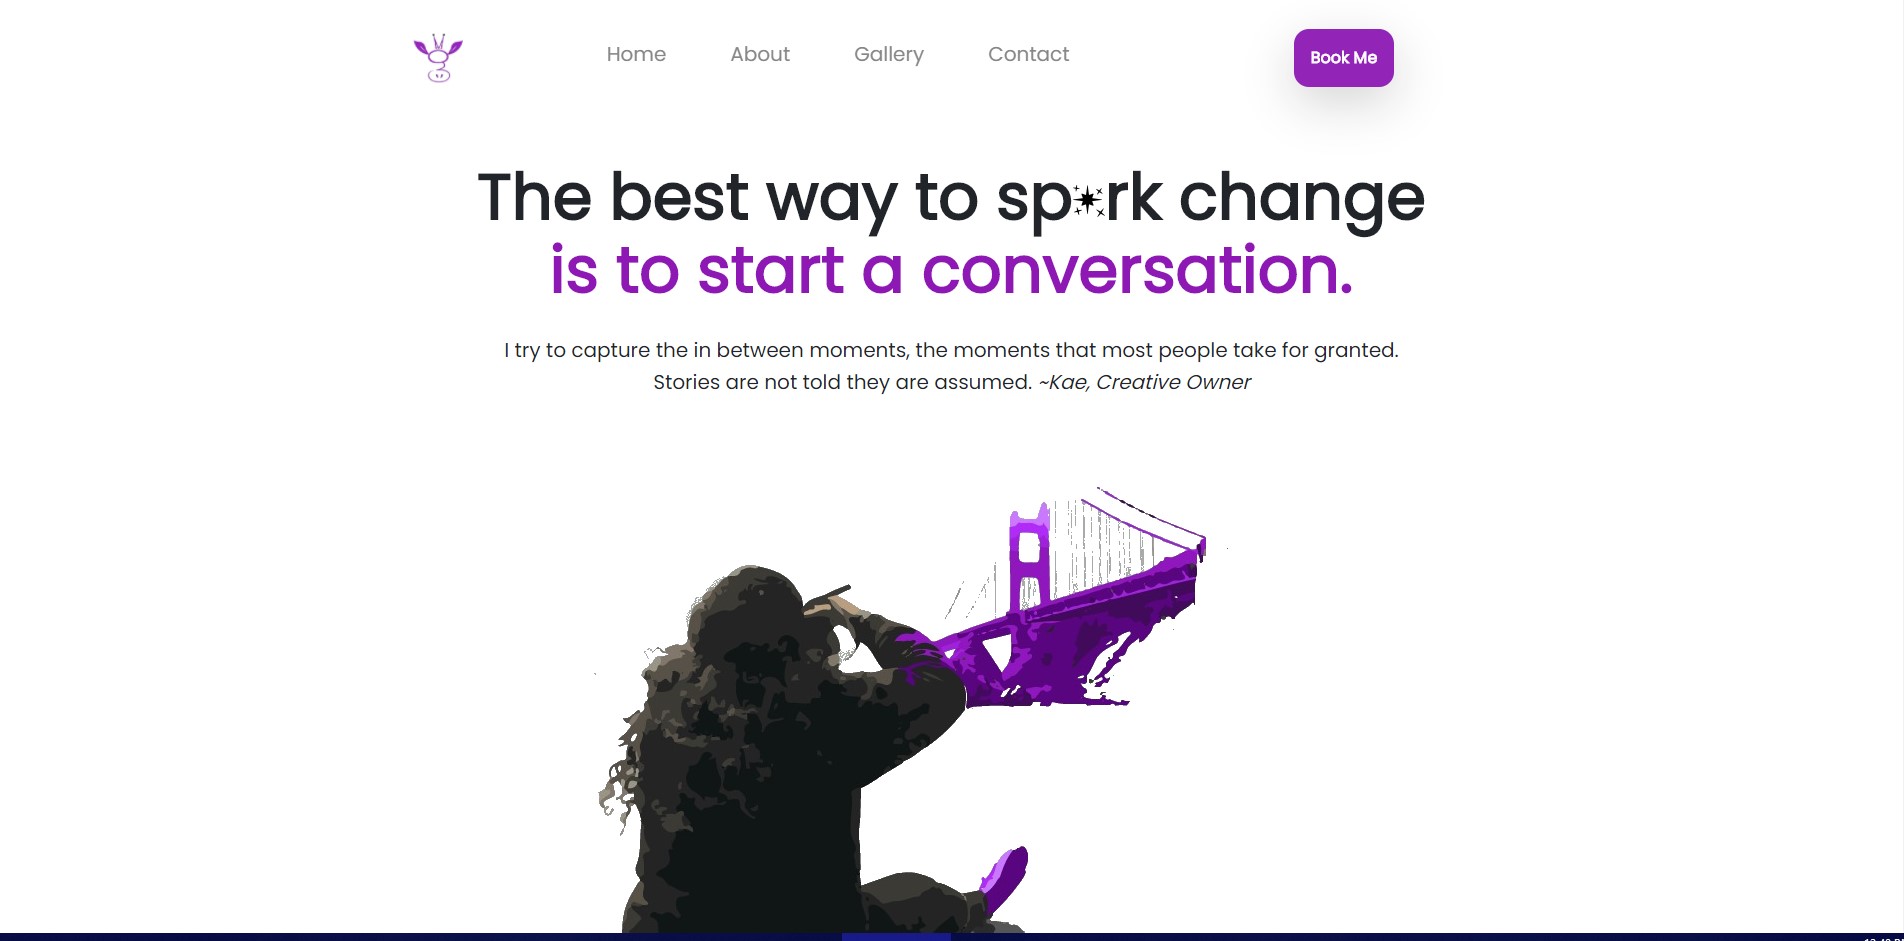 Home About Gallery Contact Book Me
The best way to sp rk change
is to start a conversation.
I try to capture the in between moments, the moments that most people take for granted.
Stories are not told they are assumed. ~Kae, Creative Owner